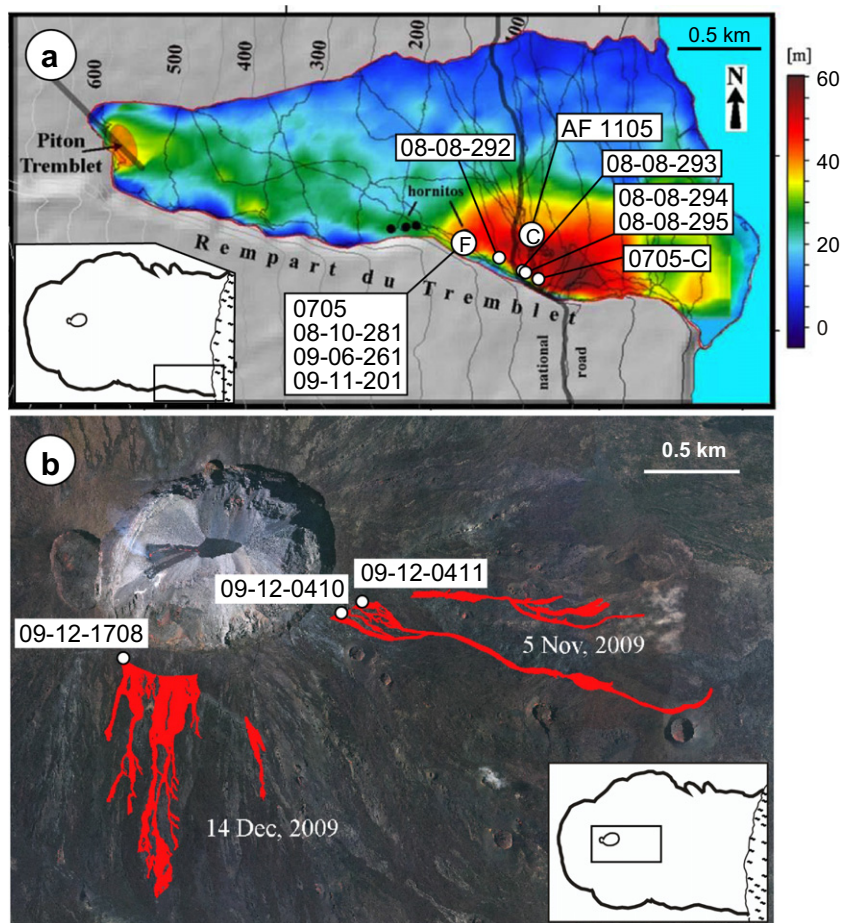 a
600
500
400
300
200
0.5 km
[m]
60
40
20
0
N
Piton
Tremblet
AF 1105
08-08-292
08-08-293
hornitos
08-08-294
08-08-295
F
C
0705-C
Rempart du Tremblet
0705
08-10-281
09-06-261
09-11-201
national
road
b
0.5 km
09-12-0411
09-12-0410
09-12-1708
5 Nov, 2009
14 Dec, 2009